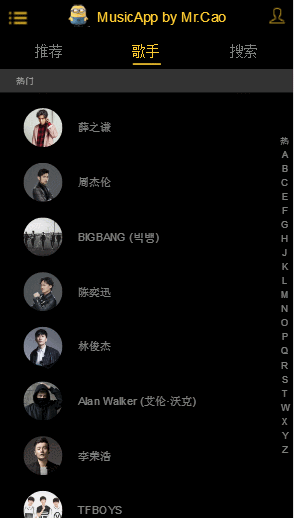 MusicApp by Mr.Cao
推荐 歌手 搜索
热门
薛之谦
周杰伦
BIGBANG (빅뱅)
陈奕迅
林俊杰
Alan Walker (艾伦·沃克)
李荣浩
TFBOYS
热
A
B
C
E
F
G
H
J
K
L
M
N
O
P
Q
R
S
T
W
X
Y
Z